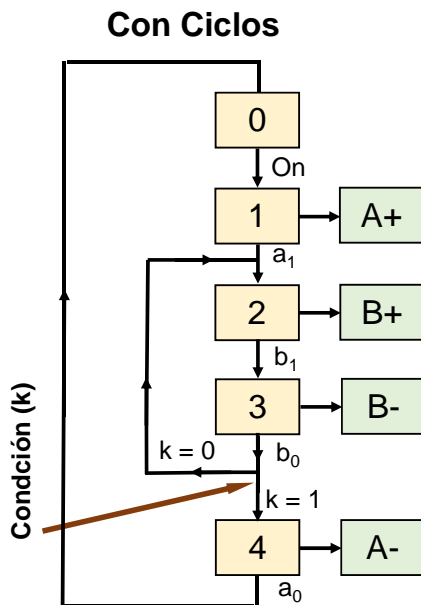 Con Ciclos
0
On
1
A+
a₁
2
B+
b₁
3
B-
k = 0
b₀
Condción (k)
k = 1
4
A-
a₀